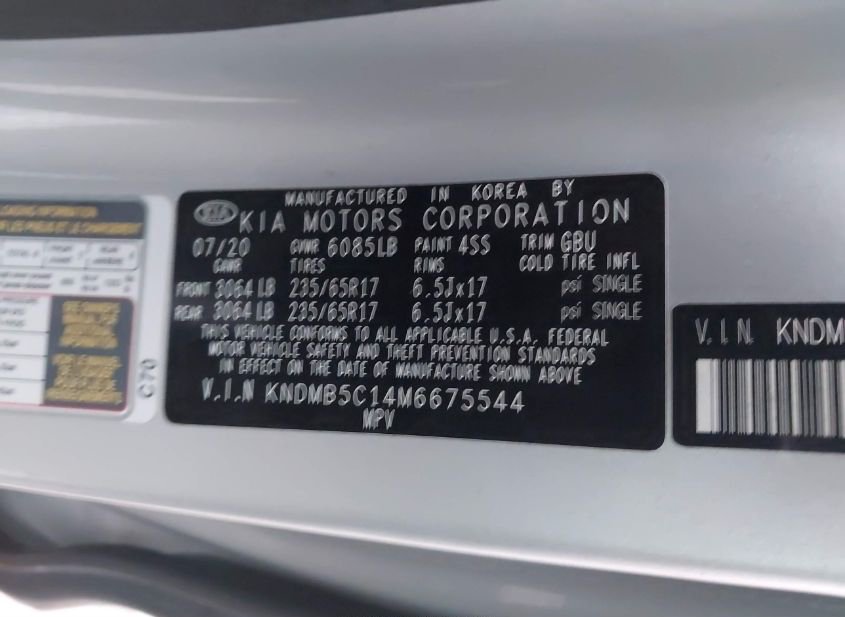 MANUFACTURED IN KOREA BY
KIA KIA MOTORS CORPORATION
07/20 GVWR 6085LB PAINT 4SS TRIM GBU
GAWR TIRES RIMS COLD TIRE INFL
FRONT 3064 LB 235/65R17 6.5Jx17 psi SINGLE
REAR 3064 LB 235/65R17 6.5Jx17 psi SINGLE
THIS VEHICLE CONFORMS TO ALL APPLICABLE U.S.A. FEDERAL
MOTOR VEHICLE SAFETY AND THEFT PREVENTION STANDARDS
IN EFFECT ON THE DATE OF MANUFACTURE SHOWN ABOVE
V.I.N KNDMB5C14M6675544
MPV
C70
V.I.N. KNDM